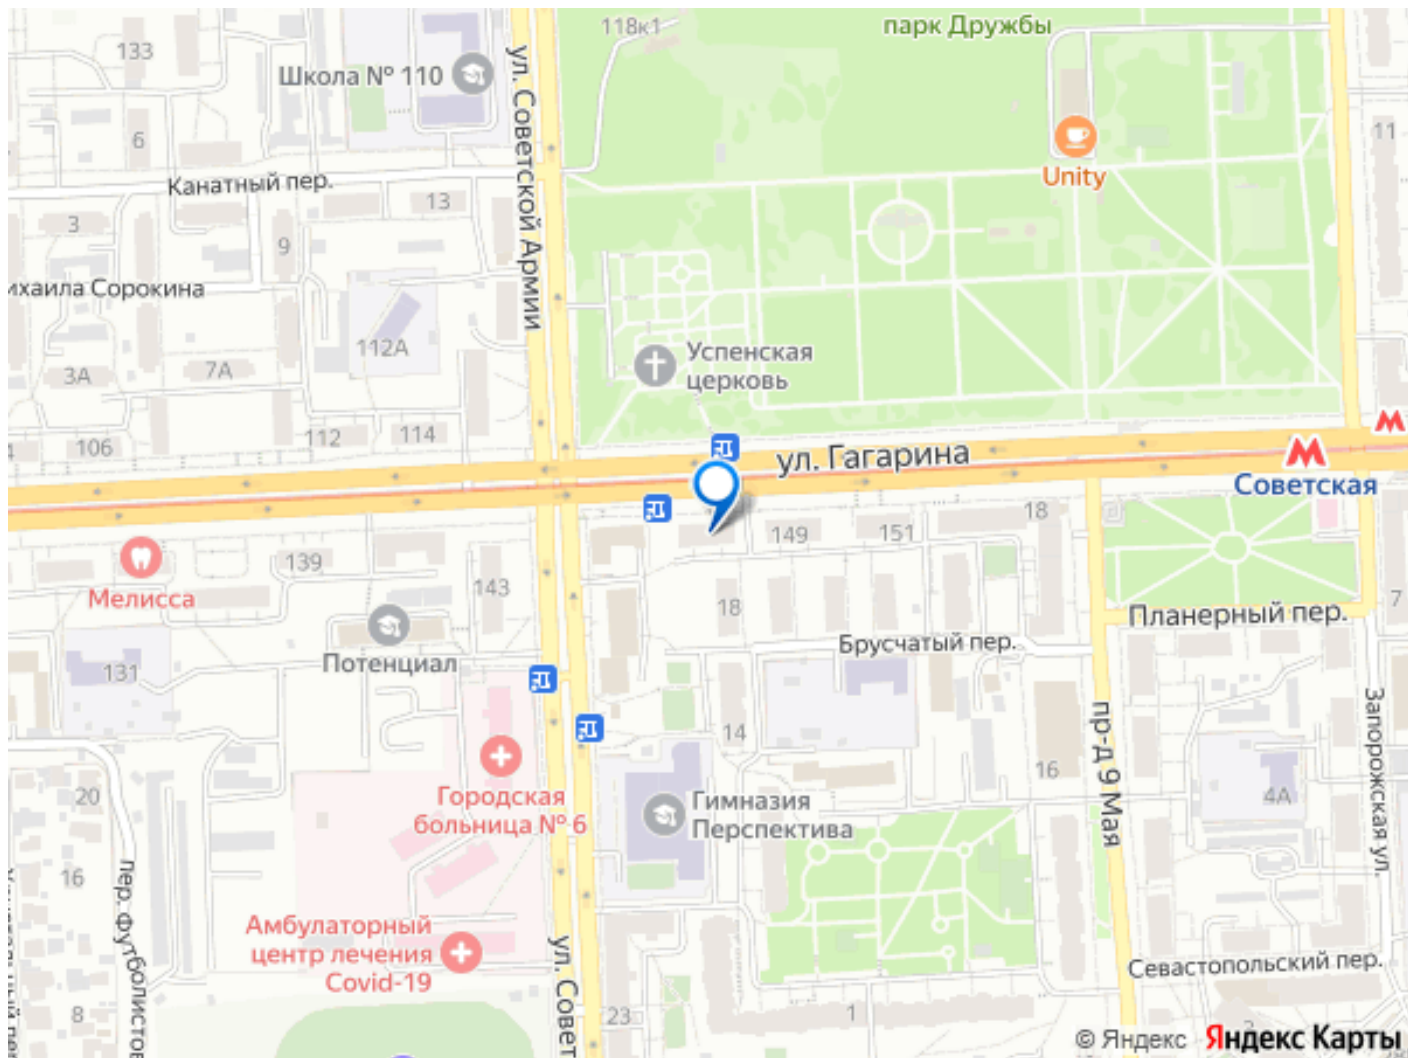 118к1
парк Дружбы
133
Школа № 110
ул. Советской Армии
11
6
Unity
Канатный пер.
13
3
9
ихаила Сорокина
112А
Успенская
церковь
3А
7А
106
112
114
ул. Гагарина
Советская
18
149
151
139
Мелисса
143
18
7
Планерный пер.
Потенциал
Брусчатый пер.
131
14
пр-д 9 Мая
Запорожская ул.
16
4А
20
Городская
больница № 6
Гимназия
Перспектива
16
пер. Футболистов
Амбулаторный
центр лечения
Covid-19
ул. Совет
Севастопольский пер.
8
23
1
© Яндекс Яндекс Карты